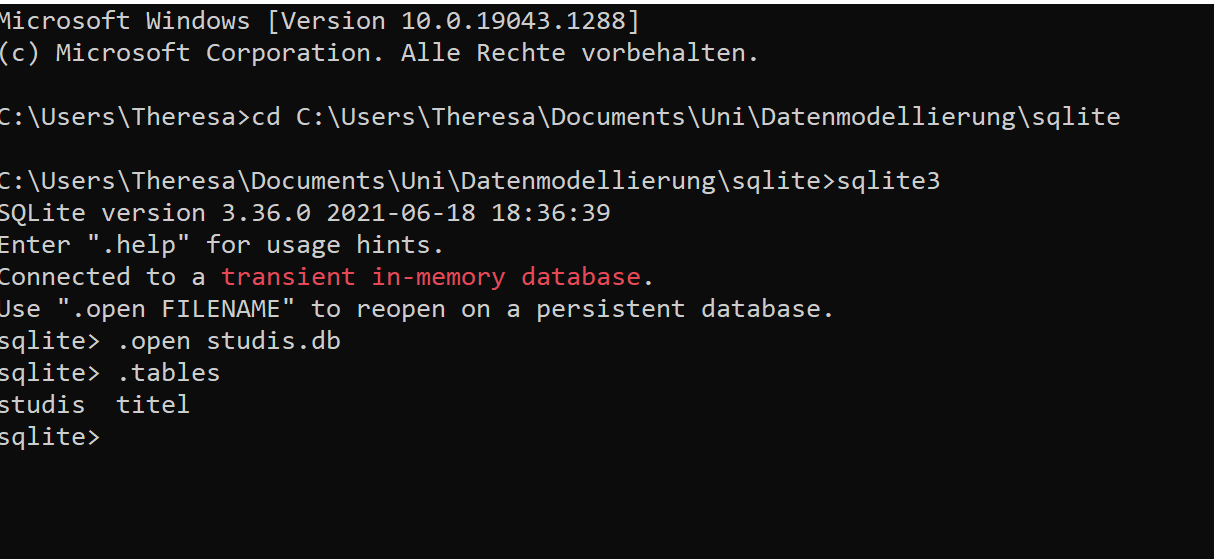 Microsoft Windows [Version 10.0.19043.1288]
(c) Microsoft Corporation. Alle Rechte vorbehalten.
C:\Users\Theresa>cd C:\Users\Theresa\Documents\Uni\Datenmodellierung\sqlite
C:\Users\Theresa\Documents\Uni\Datenmodellierung\sqlite>sqlite3
SQLite version 3.36.0 2021-06-18 18:36:39
Enter ".help" for usage hints.
Connected to a transient in-memory database.
Use ".open FILENAME" to reopen on a persistent database.
sqlite> .open studis.db
sqlite> .tables
studis  titel
sqlite>